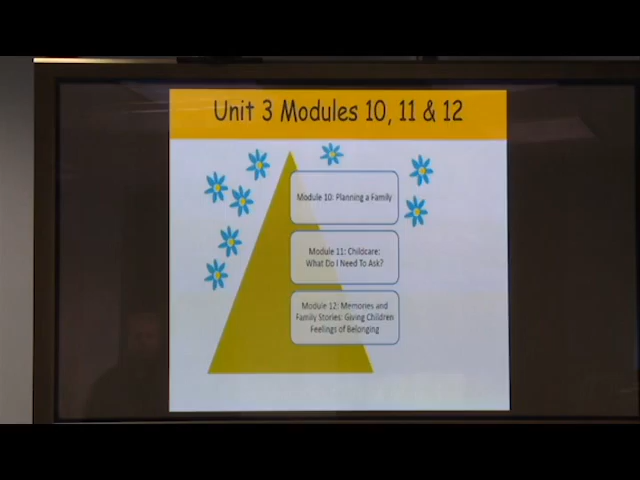 Unit 3 Modules 10, 11 & 12
Module 10: Planning a Family
Module 11: Childcare:
What Do I Need To Ask?
Module 12: Memories and
Family Stories: Giving Children
Feelings of Belonging